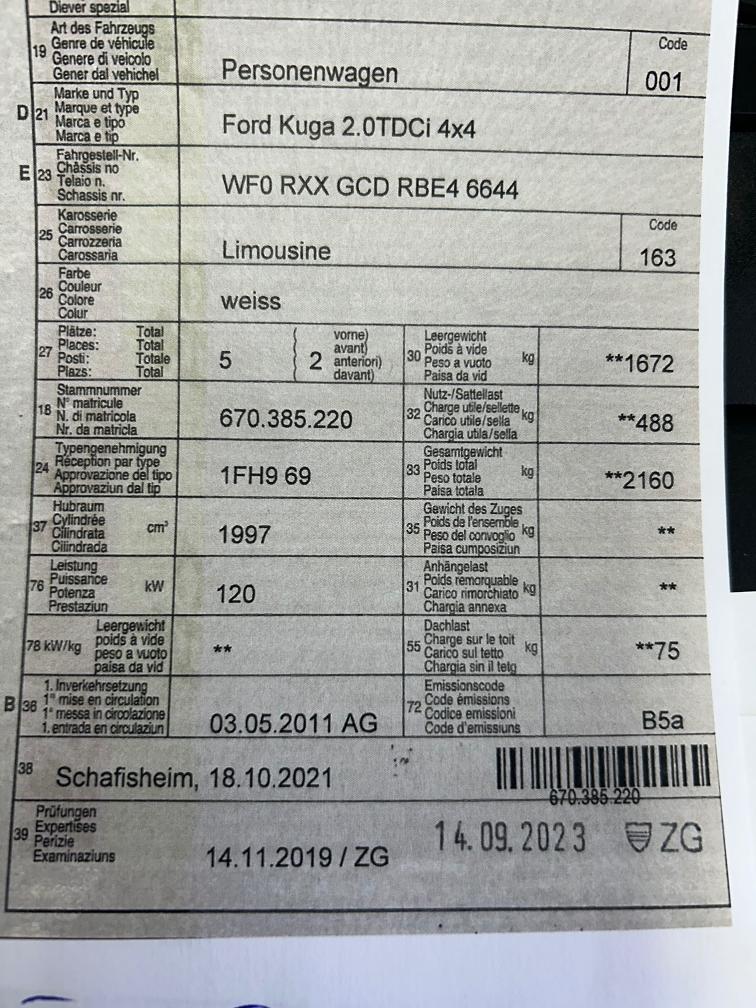 Diever spezial
Art des Fahrzeugs
19 Genre de véhicule
Genere di veicolo
Gener dal vehichel
Personenwagen
Code
001
D 21 Marke und Typ
Marque et type
Marca e tipo
Marca e tip
Ford Kuga 2.0TDCi 4x4
E 23 Fahrgestell-Nr.
Châssis no
Telaio n.
Schassis nr.
WF0 RXX GCD RBE4 6644
25 Karosserie
Carrosserie
Carrozzeria
Carossaria
Limousine
Code
163
26 Farbe
Couleur
Colore
Colur
weiss
27 Plätze: Total
Places: Total
Posti: Totale
Plazs: Total
5 ( 2 vorne)
avant)
anteriori)
davant)
30 Leergewicht
Poids à vide kg
Peso a vuoto
Paisa da vid
**1672
18 Stammnummer
N° matricule
N. di matricola
Nr. da matricla
670.385.220
32 Nutz-/Sattellast
Charge utile/sellette kg
Carico utile/sella
Chargia utila/sella
**488
24 Typengenehmigung
Réception par type
Approvazione del tipo
Approvaziun dal tip
1FH9 69
33 Gesamtgewicht
Poids total kg
Peso totale
Paisa totala
**2160
37 Hubraum
Cylindrée cm³
Cilindrata
Cilindrada
1997
35 Gewicht des Zuges
Poids de l'ensemble kg
Peso del convoglio
Paisa cumposiziun
**
76 Leistung
Puissance kW
Potenza
Prestaziun
120
31 Anhängelast
Poids remorquable kg
Carico rimorchiato
Chargia annexa
**
78 kW/kg Leergewicht
poids à vide
peso a vuoto
paisa da vid
**
55 Dachlast
Charge sur le toit kg
Carico sul tetto
Chargia sin il tetg
**75
B 36 1. Inverkehrsetzung
1re mise en circulation
1a messa in circolazione
1. entrada en circulaziun
03.05.2011 AG
72 Emissionscode
Code émissions
Codice emissioni
Code d'emissiuns
B5a
38 Schafisheim, 18.10.2021
670.385.220
39 Prüfungen
Expertises
Perizie
Examinaziuns
14.11.2019 / ZG
14.09.2023 ZG